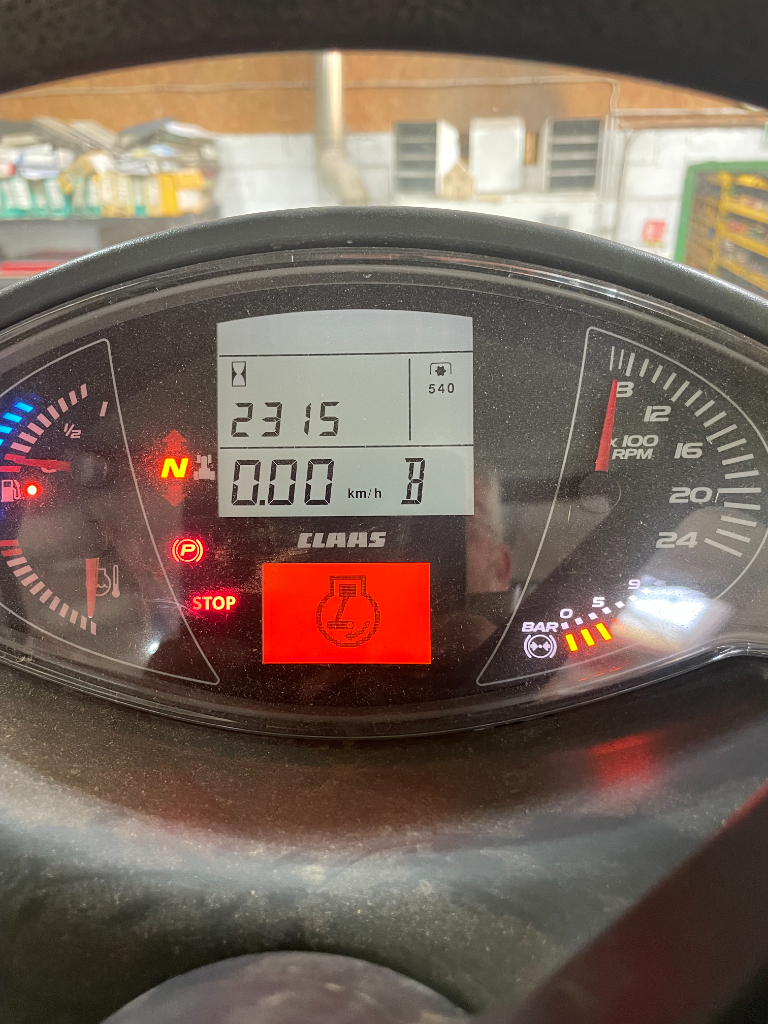 540
2315
0.00 km/h B
CLAAS
1/2
N
P
STOP
8
12
x100
RPM
16
20
24
BAR
0
5
9